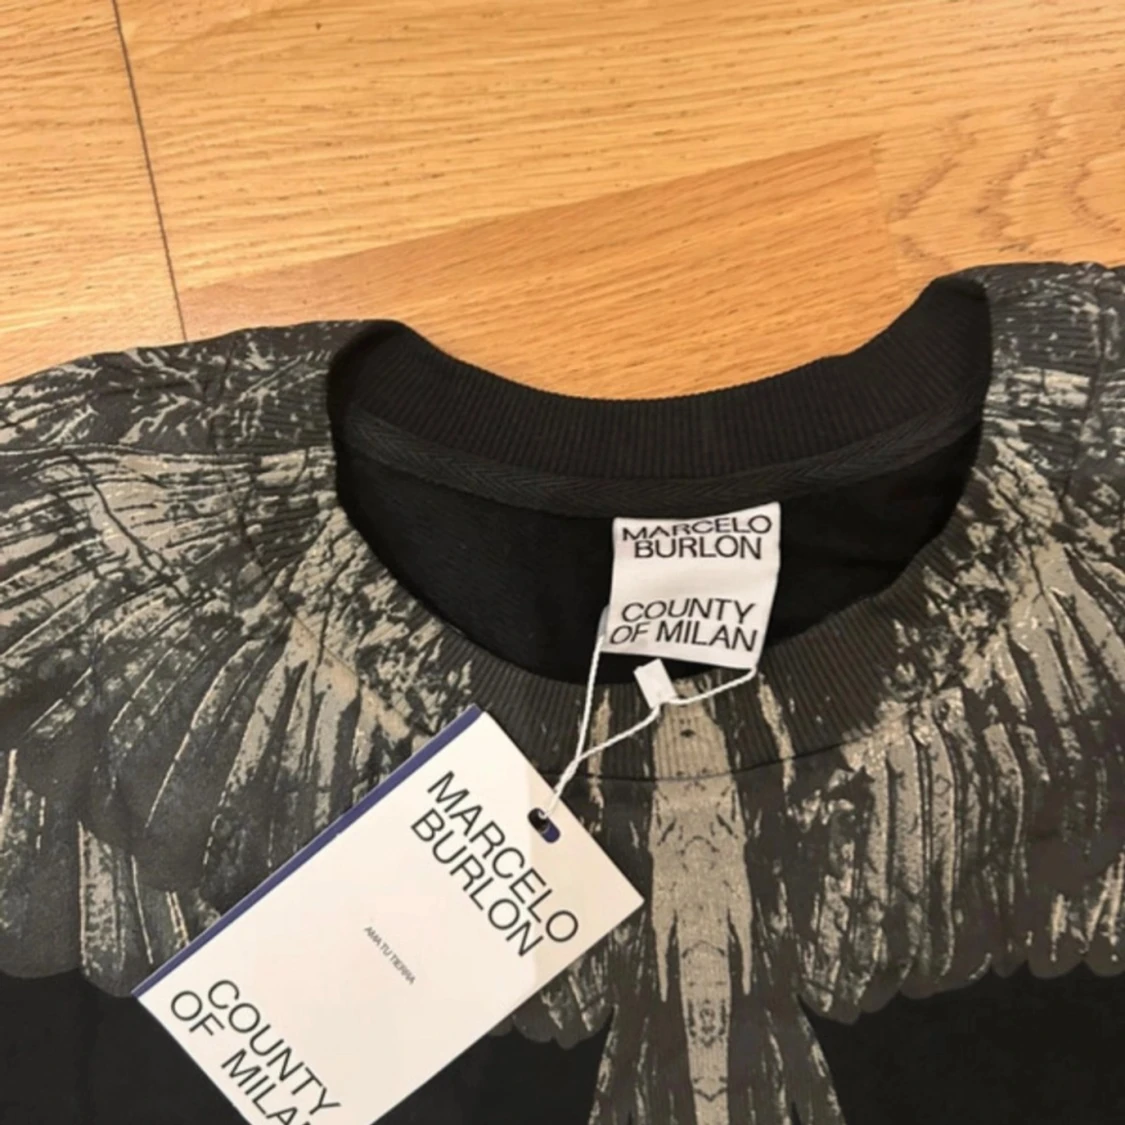 MARCELO
BURLON
COUNTY
OF MILAN
MARCELO
BURLON
AMA TU TIERRA
COUNTY
OF MILAN